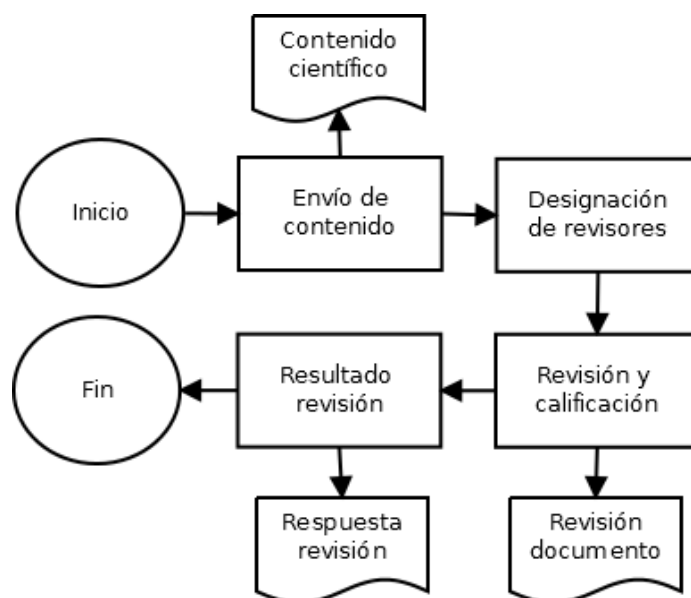 Contenido
científico
Inicio
Envío de
contenido
Designación
de revisores
Fin
Resultado
revisión
Revisión y
calificación
Respuesta
revisión
Revisión
documento